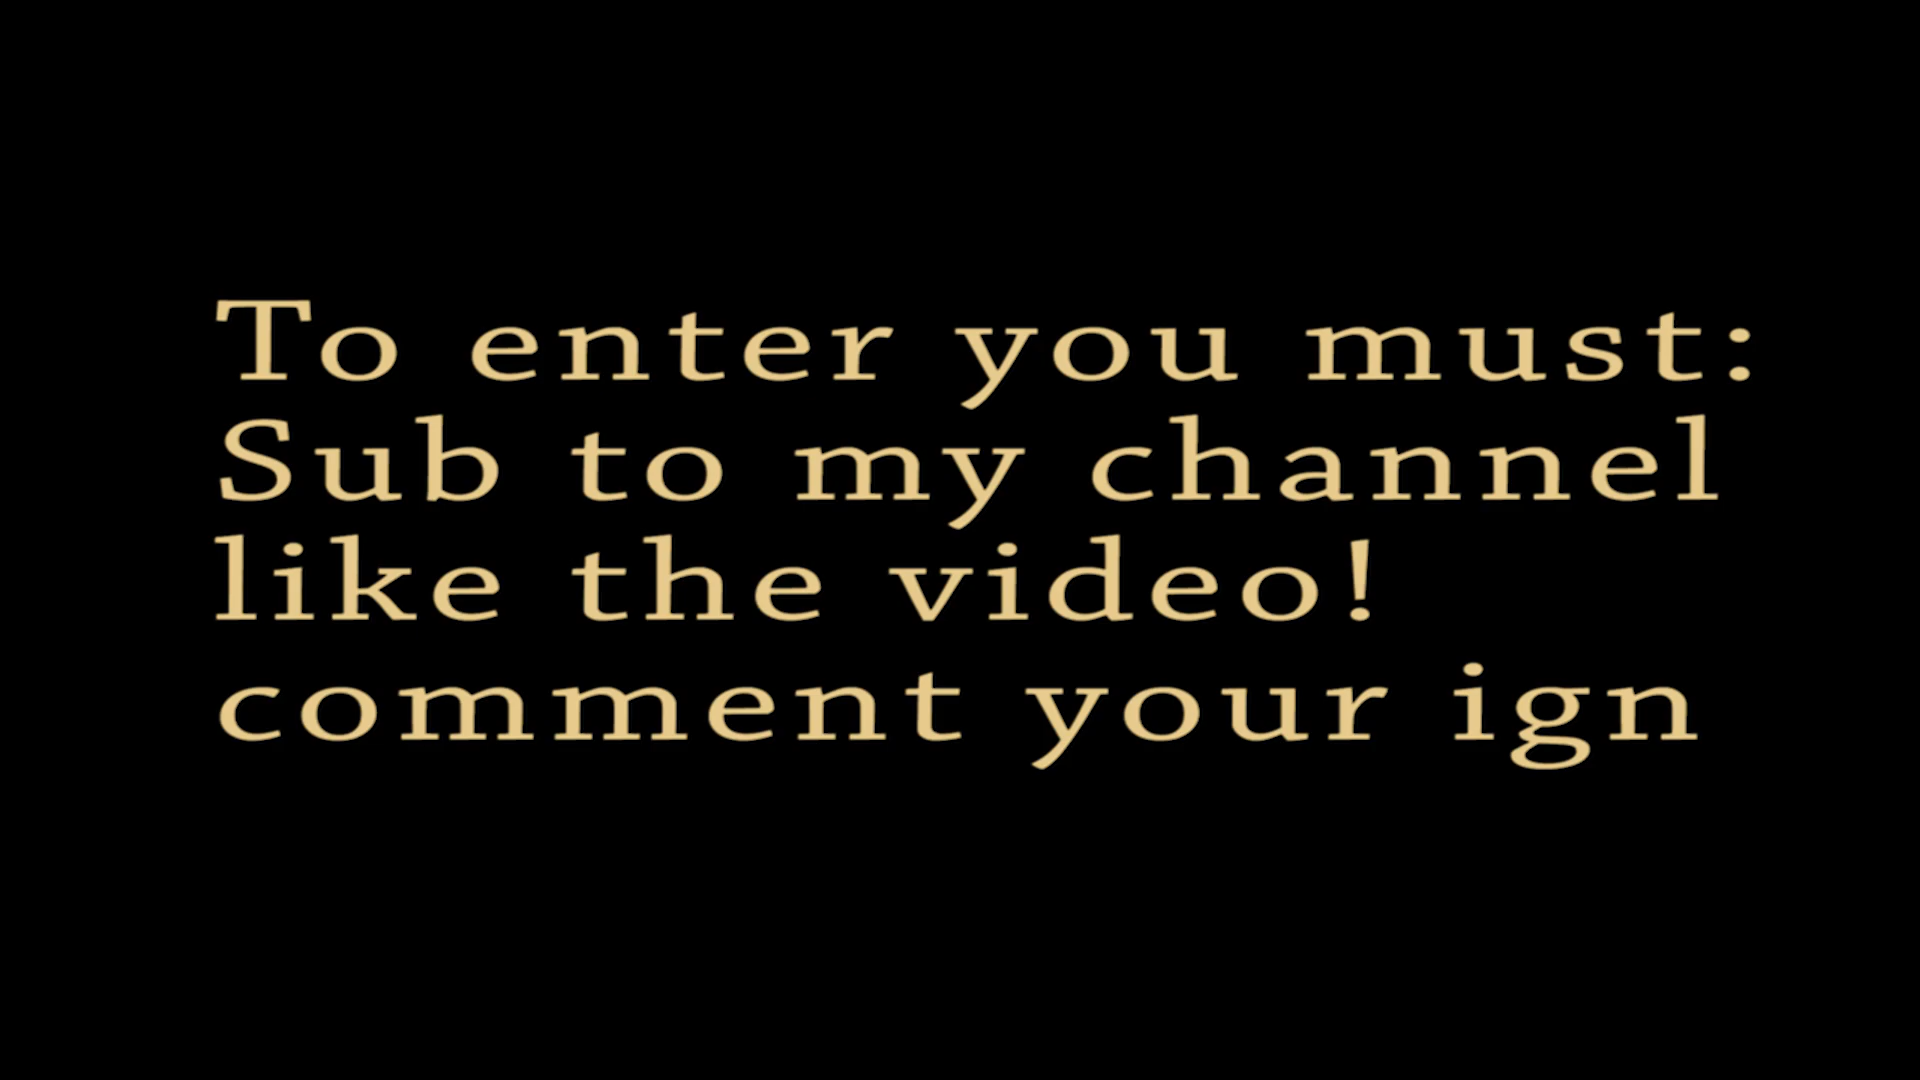 To enter you must:
Sub to my channel
like the video!
comment your ign